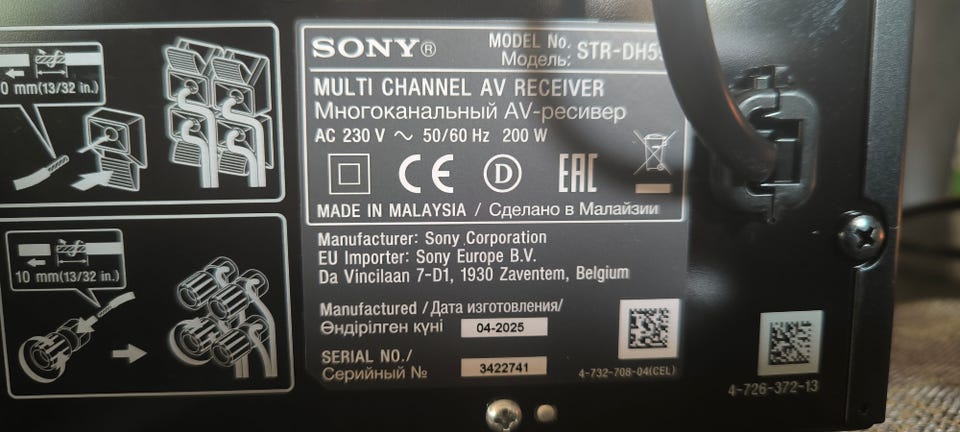 0 mm(13/32 in.)
10 mm(13/32 in.)
SONY®
MODEL No.
Модель: STR-DH5
MULTI CHANNEL AV RECEIVER
Многоканальный AV-ресивер
AC 230 V ~ 50/60 Hz 200 W
CE D EAC
MADE IN MALAYSIA / Сделано в Малайзии
Manufacturer: Sony Corporation
EU Importer: Sony Europe B.V.
Da Vincilaan 7-D1, 1930 Zaventem, Belgium
Manufactured /Дата изготовления/
Өндірілген күні 04-2025
SERIAL NO./
Серийный № 3422741
4-732-708-04(CEL)
4-726-372-13